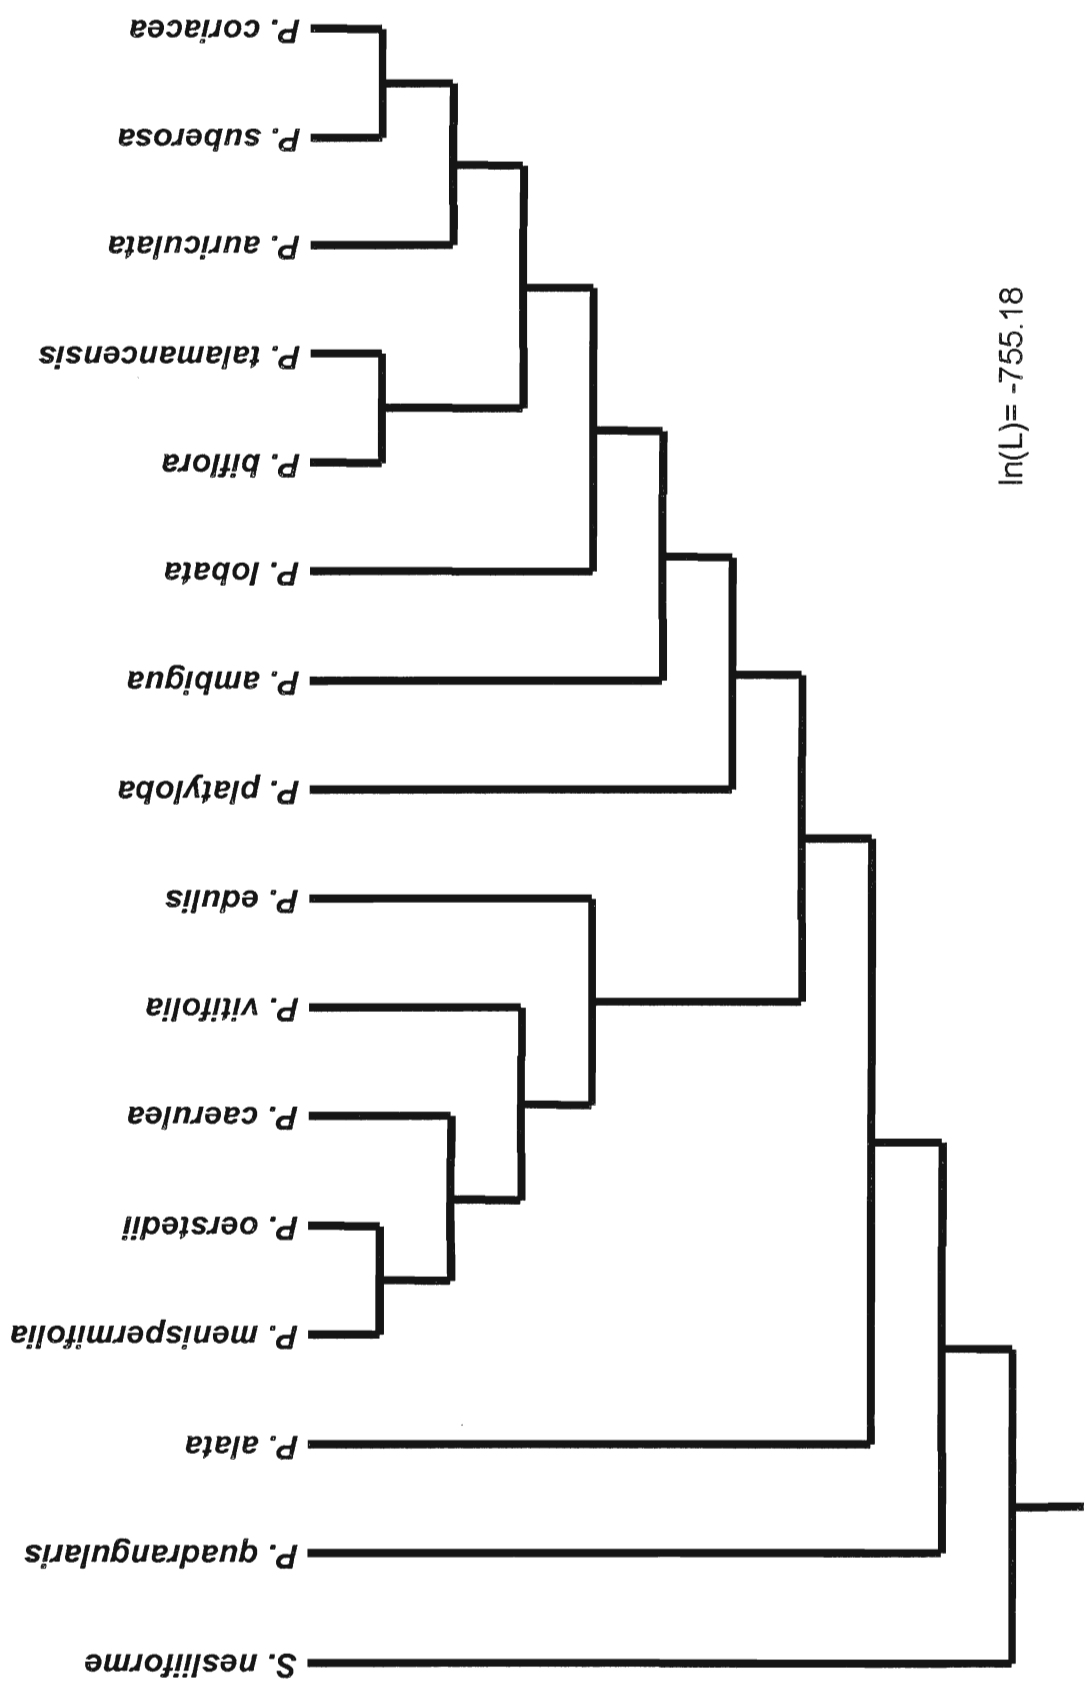 P. coriacea
P. suberosa
P. auriculata
P. talamancensis
P. biflora
P. lobata
P. ambigua
P. platyloba
P. edulis
P. vitifolia
P. caerulea
P. oerstedii
P. menispermifolia
P. alata
P. quadrangularis
S. nesliiforme
ln(L)= -755.18